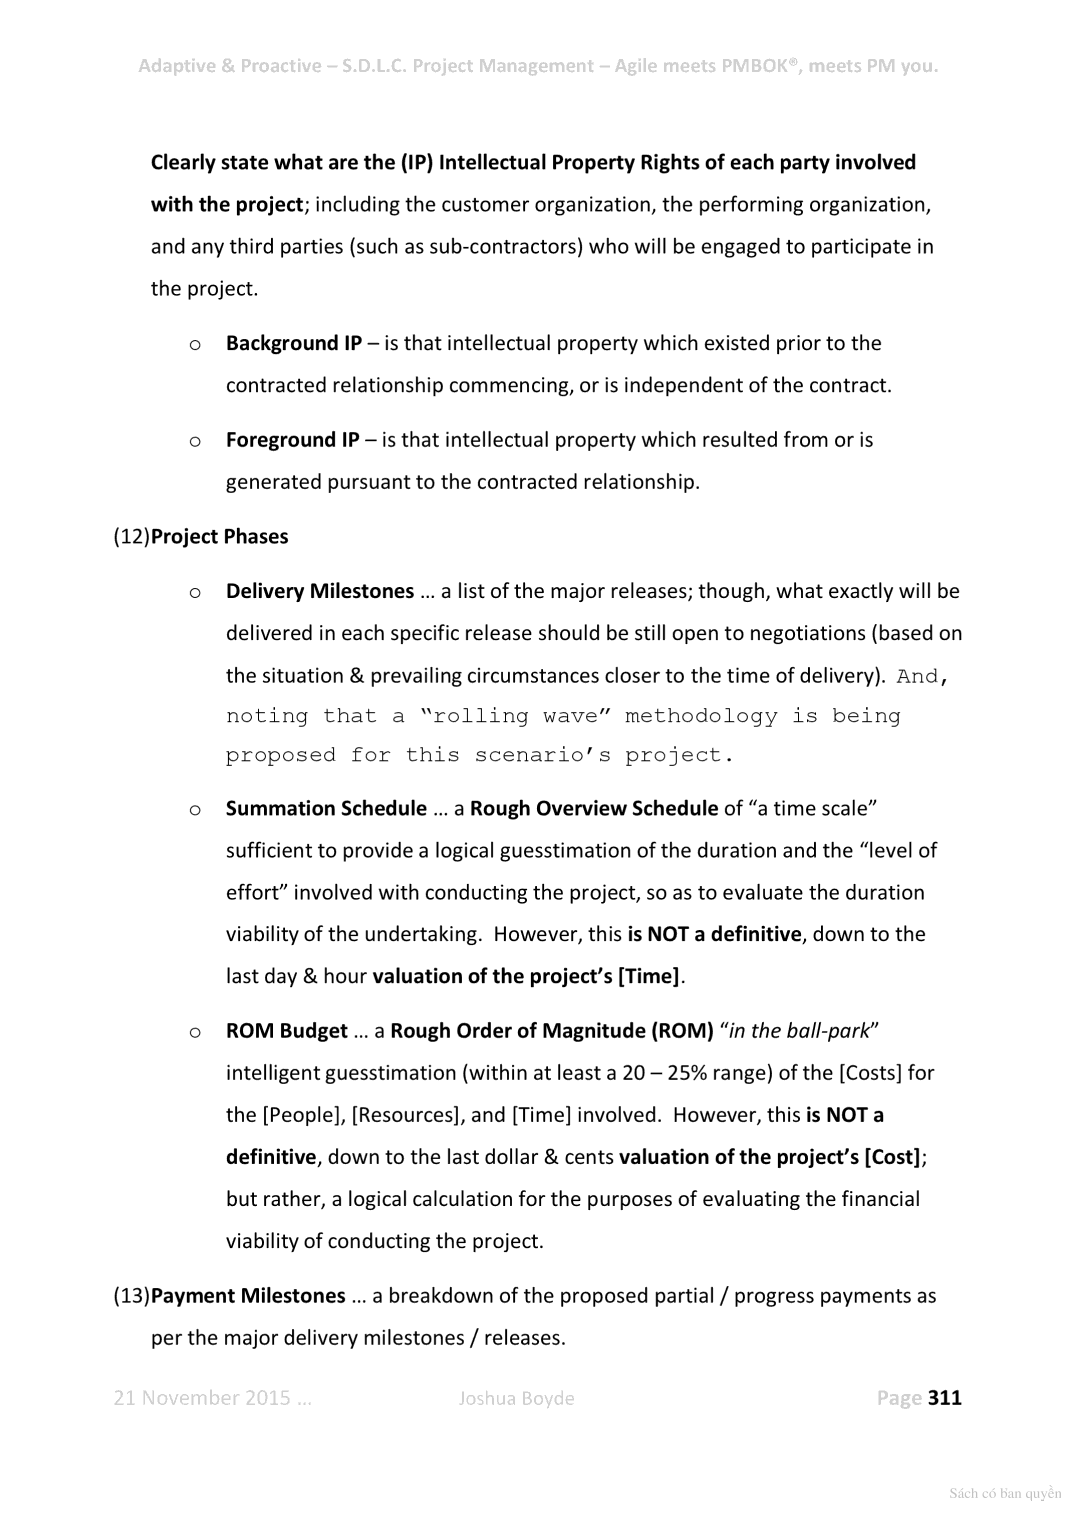 Adaptive & Proactive – S.D.L.C. Project Management – Agile meets PMBOK®, meets PM you.
Clearly state what are the (IP) Intellectual Property Rights of each party involved
with the project; including the customer organization, the performing organization,
and any third parties (such as sub-contractors) who will be engaged to participate in
the project.
o Background IP – is that intellectual property which existed prior to the
contracted relationship commencing, or is independent of the contract.
o Foreground IP – is that intellectual property which resulted from or is
generated pursuant to the contracted relationship.
(12)Project Phases
o Delivery Milestones … a list of the major releases; though, what exactly will be
delivered in each specific release should be still open to negotiations (based on
the situation & prevailing circumstances closer to the time of delivery). And,
noting that a “rolling wave” methodology is being
proposed for this scenario’s project.
o Summation Schedule … a Rough Overview Schedule of “a time scale”
sufficient to provide a logical guesstimation of the duration and the “level of
effort” involved with conducting the project, so as to evaluate the duration
viability of the undertaking. However, this is NOT a definitive, down to the
last day & hour valuation of the project’s [Time].
o ROM Budget … a Rough Order of Magnitude (ROM) “in the ball-park”
intelligent guesstimation (within at least a 20 – 25% range) of the [Costs] for
the [People], [Resources], and [Time] involved. However, this is NOT a
definitive, down to the last dollar & cents valuation of the project’s [Cost];
but rather, a logical calculation for the purposes of evaluating the financial
viability of conducting the project.
(13)Payment Milestones … a breakdown of the proposed partial / progress payments as
per the major delivery milestones / releases.
21 November 2015 … Joshua Boyde Page 311
Sách có bản quyền